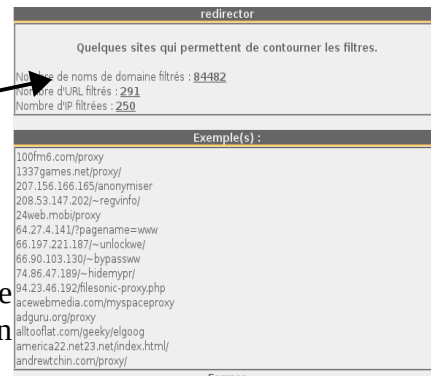 redirector
Quelques sites qui permettent de contourner les filtres.
Nombre de noms de domaine filtrés : 84482
Nombre d'URL filtrés : 291
Nombre d'IP filtrées : 250
Exemple(s) :
100fm6.com/proxy
1337games.net/proxy/
207.156.166.165/anonymiser
208.53.147.202/~regvinfo/
24web.mobi/proxy
64.27.4.141/?pagename=www
66.197.221.187/~unlockwe/
66.90.103.130/~bypassww
74.86.47.189/~hidemypr/
e 94.23.46.192/filesonic-proxy.php
acewebmedia.com/myspaceproxy
adguru.org/proxy
n alltooflat.com/geeky/elgoog
america22.net23.net/index.html/
andrewtchin.com/proxy/